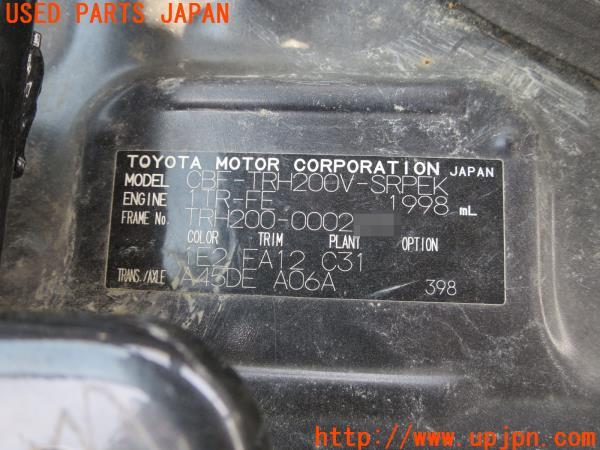 USED PARTS JAPAN
TOYOTA MOTOR CORPORATION JAPAN
MODEL CBF-TRH200V-SRPEK
ENGINE 1TR-FE 1998 mL
FRAME No. TRH200-0002
COLOR TRIM PLANT OPTION
1E2 FA12 C31
TRANS./AXLE A45DE A06A 398
http://www.upjpn.com